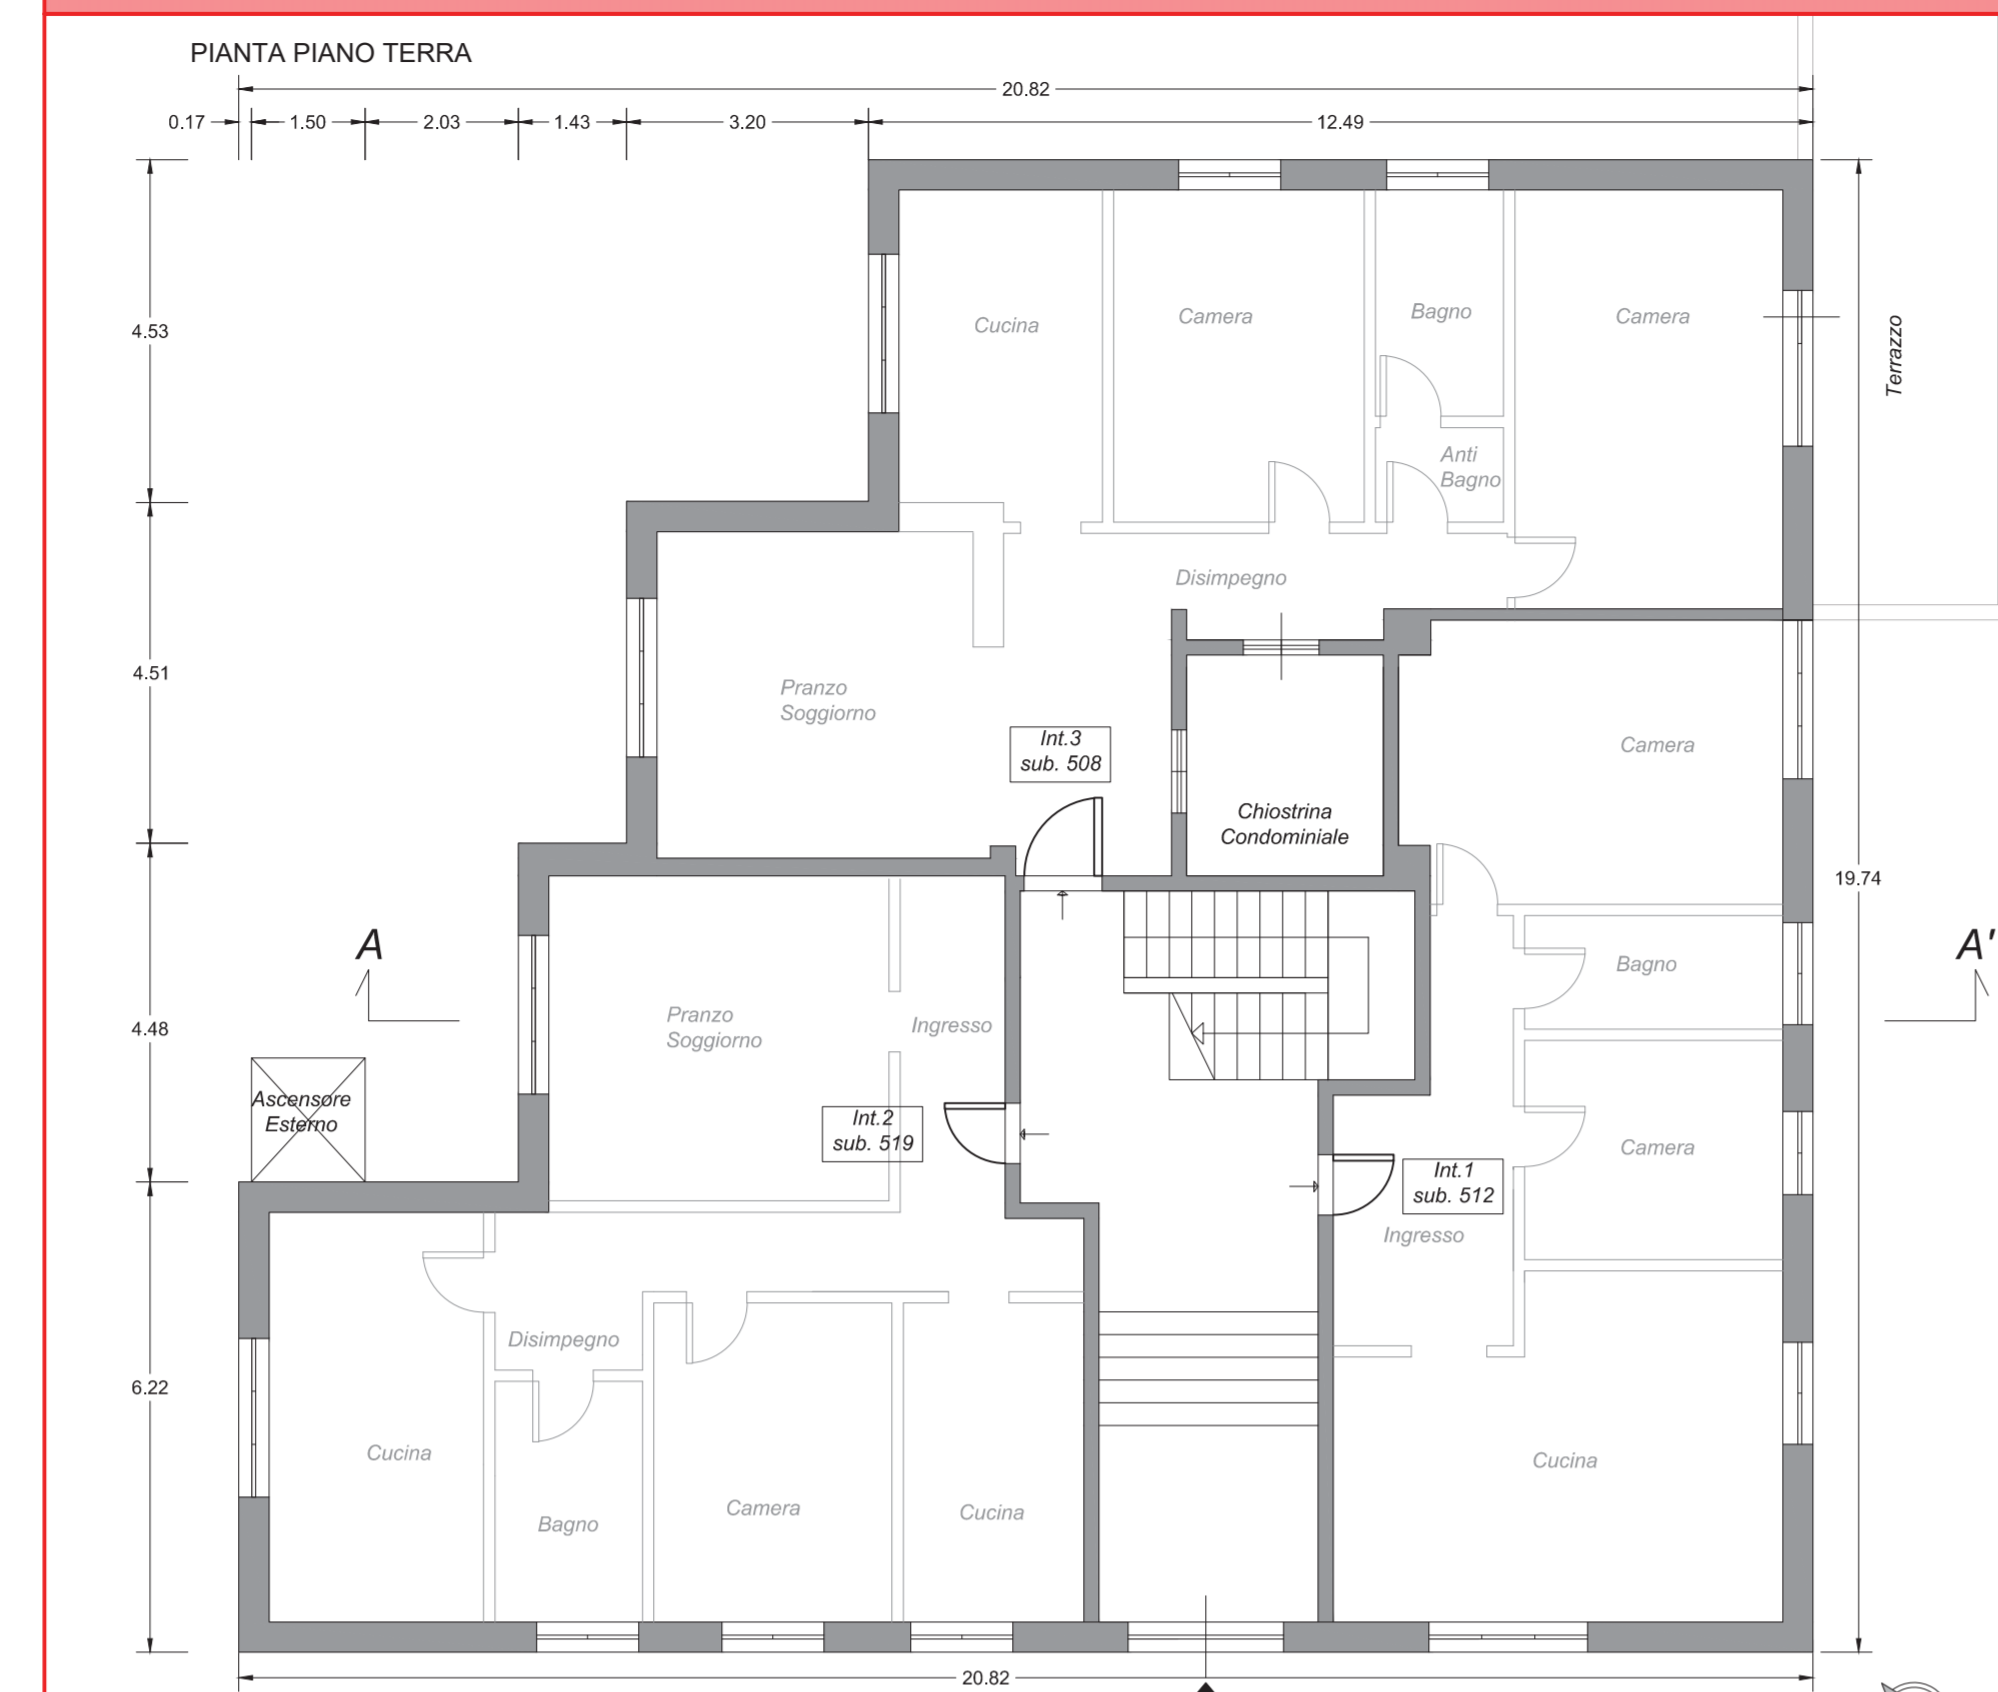 PIANTA PIANO TERRA
20.82
0.17
1.50
2.03
1.43
3.20
12.49
4.53
Cucina
Camera
Bagno
Camera
Terrazzo
Anti
Bagno
Disimpegno
4.51
Pranzo
Soggiorno
Int.3
sub. 508
Camera
Chiostrina
Condominiale
19.74
A
A'
Bagno
4.48
Pranzo
Soggiorno
Ingresso
Ascensore
Esterno
Int.2
sub. 519
Camera
Int.1
sub. 512
Ingresso
Disimpegno
6.22
Cucina
Cucina
Bagno
Camera
Cucina
20.82